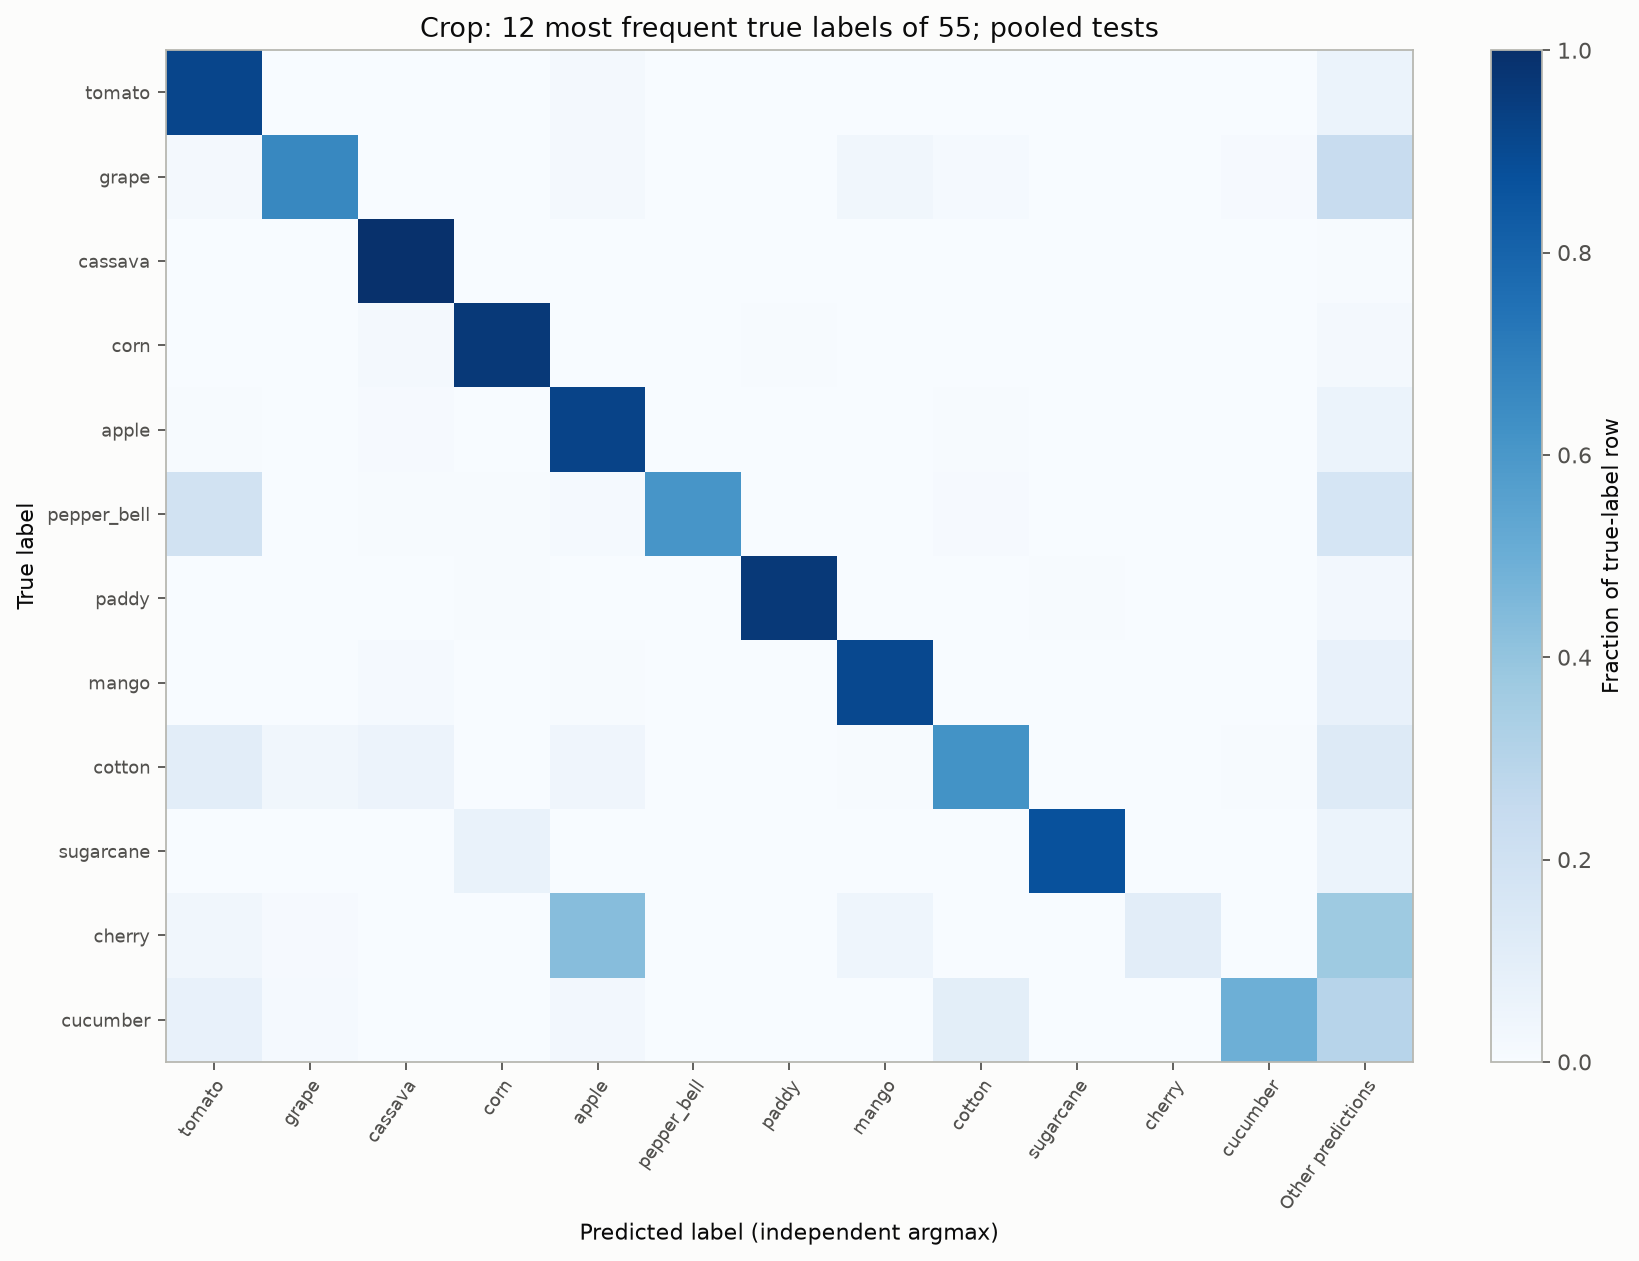 Crop: 12 most frequent true labels of 55; pooled tests
True label
tomato
grape
cassava
corn
apple
pepper_bell
paddy
mango
cotton
sugarcane
cherry
cucumber
tomato
grape
cassava
corn
apple
pepper_bell
paddy
mango
cotton
sugarcane
cherry
cucumber
Other predictions
Predicted label (independent argmax)
1.0
0.8
0.6
0.4
0.2
0.0
Fraction of true-label row